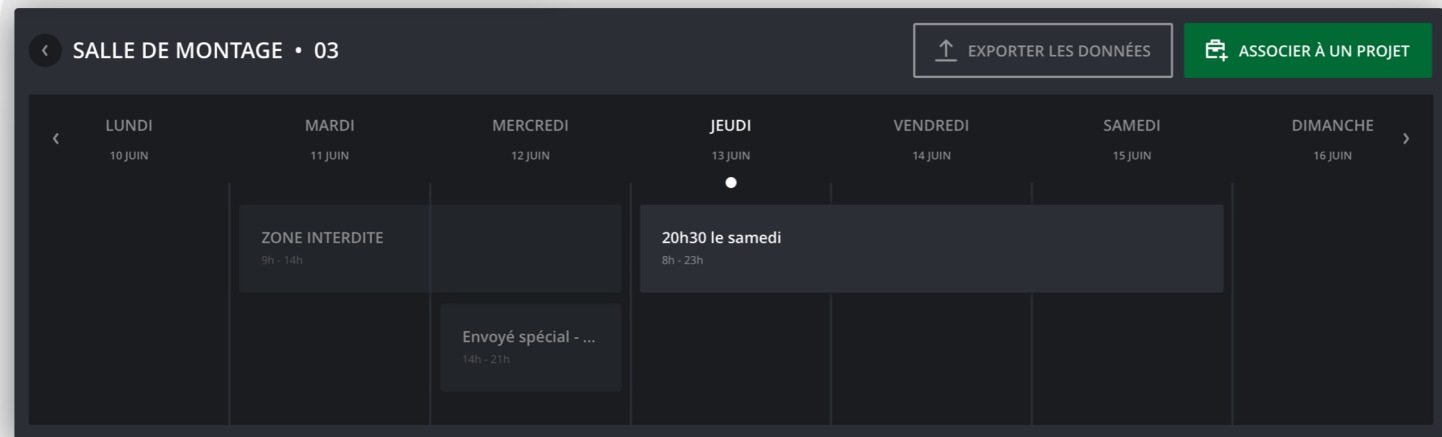 SALLE DE MONTAGE • 03
EXPORTER LES DONNÉES
ASSOCIER À UN PROJET
LUNDI
MARDI
MERCREDI
JEUDI
VENDREDI
SAMEDI
DIMANCHE
10 JUIN
11 JUIN
12 JUIN
13 JUIN
14 JUIN
15 JUIN
16 JUIN
ZONE INTERDITE
9h - 14h
20h30 le samedi
8h - 23h
Envoyé spécial - ...
14h - 21h